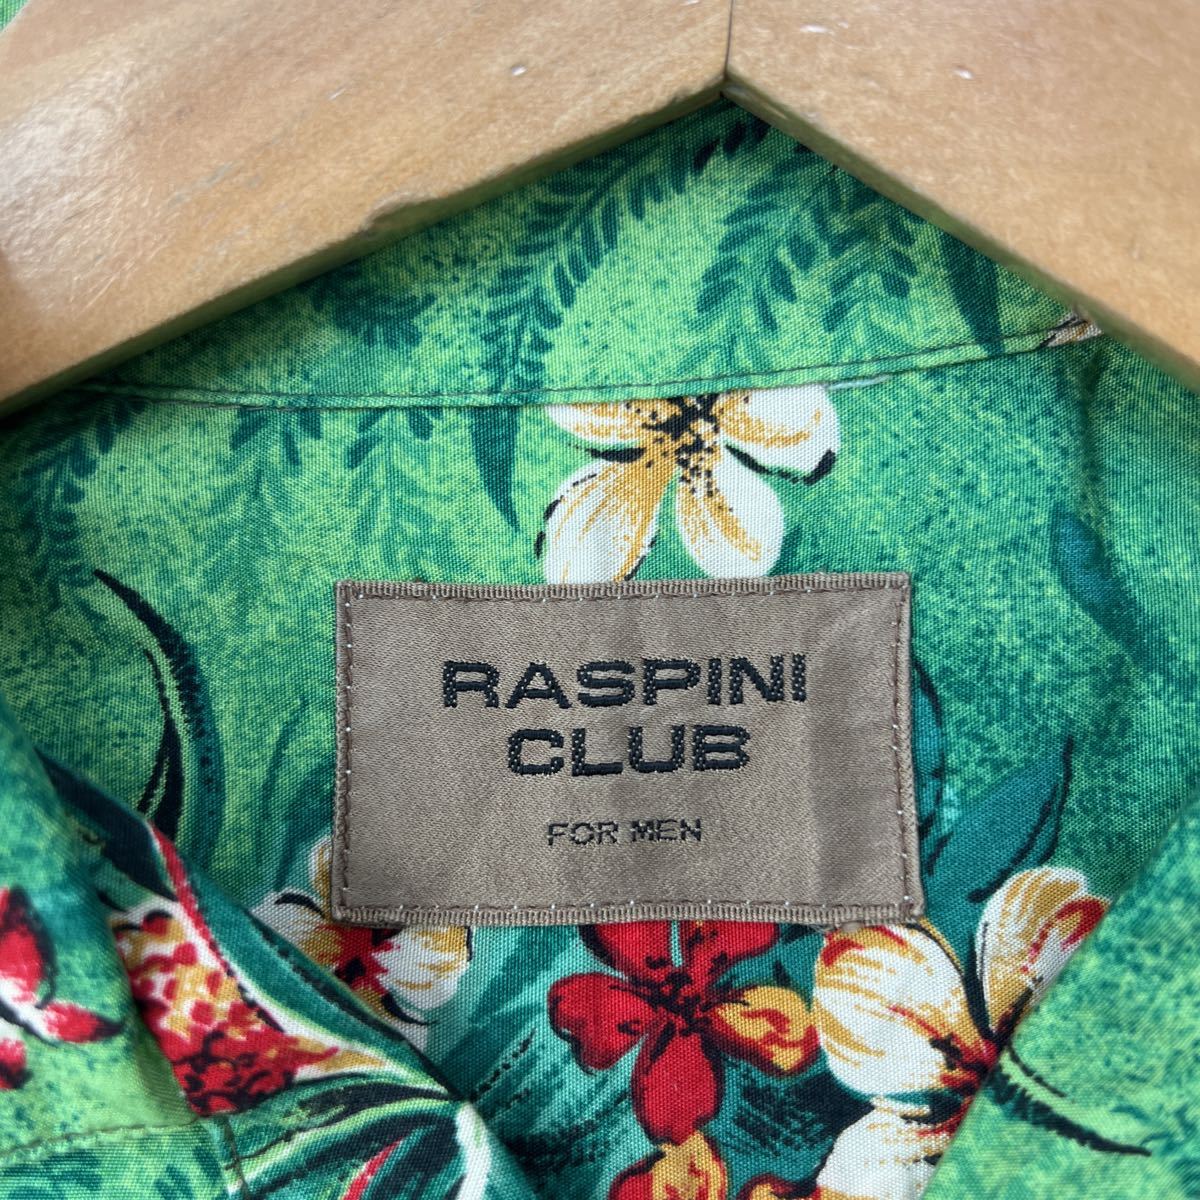 RASPINI
CLUB
FOR MEN